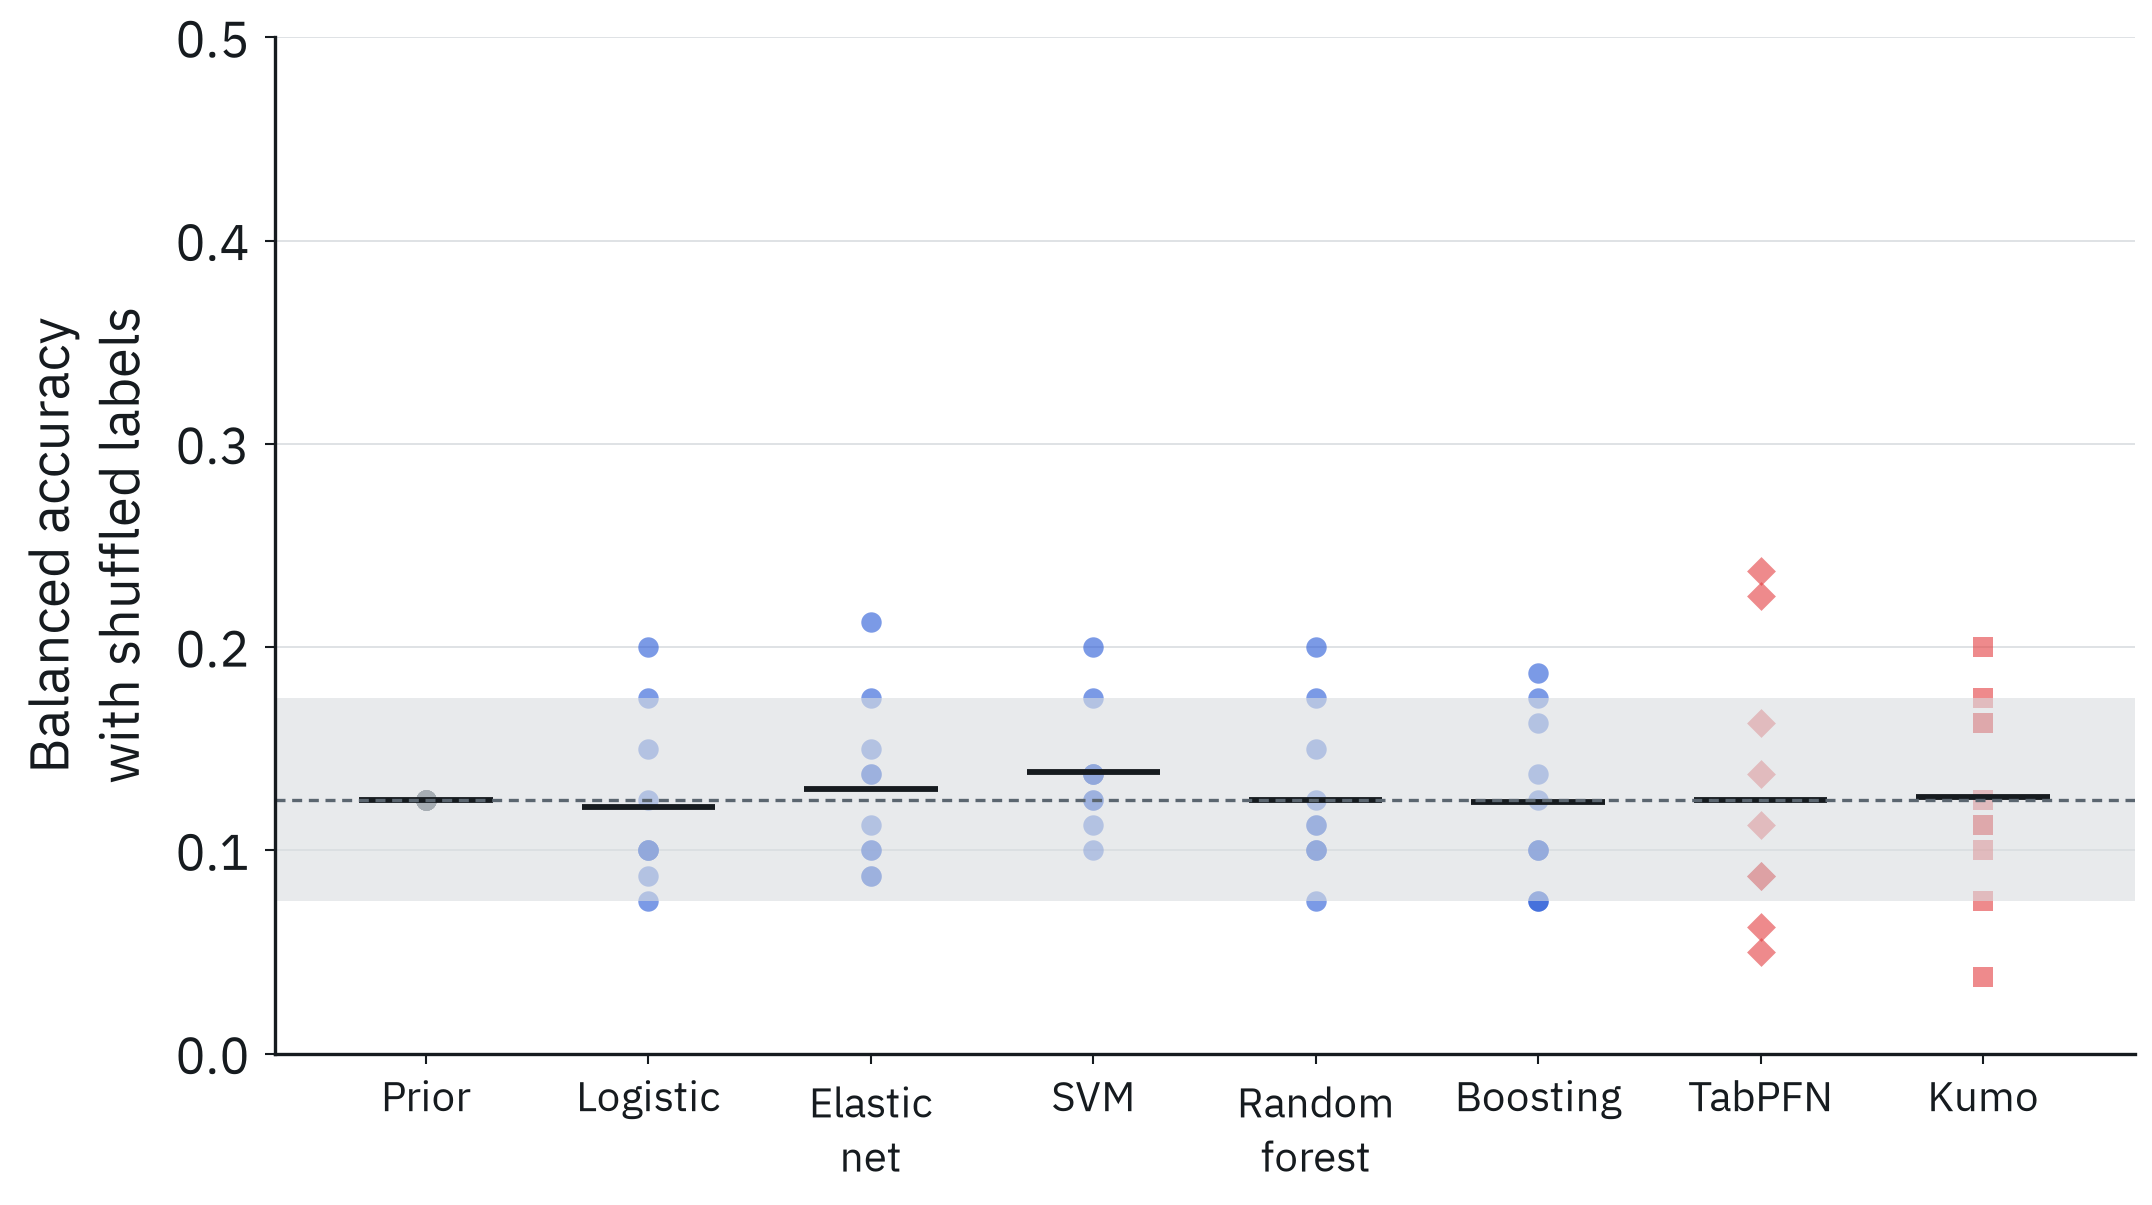 Balanced accuracy
with shuffled labels
0.5
0.4
0.3
0.2
0.1
0.0
Prior
Logistic
Elastic
net
SVM
Random
forest
Boosting
TabPFN
Kumo